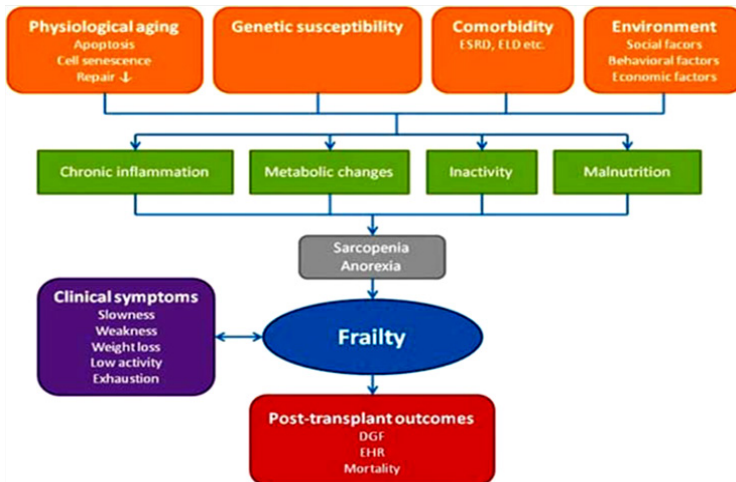 Physiological aging
Apoptosis
Cell senescence
Repair ↓
Genetic susceptibility
Comorbidity
ESRD, ELD etc.
Environment
Social facors
Behavioral factors
Economic factors
Chronic inflammation
Metabolic changes
Inactivity
Malnutrition
Sarcopenia
Anorexia
Clinical symptoms
Slowness
Weakness
Weight loss
Low activity
Exhaustion
Frailty
Post-transplant outcomes
DGF
EHR
Mortality